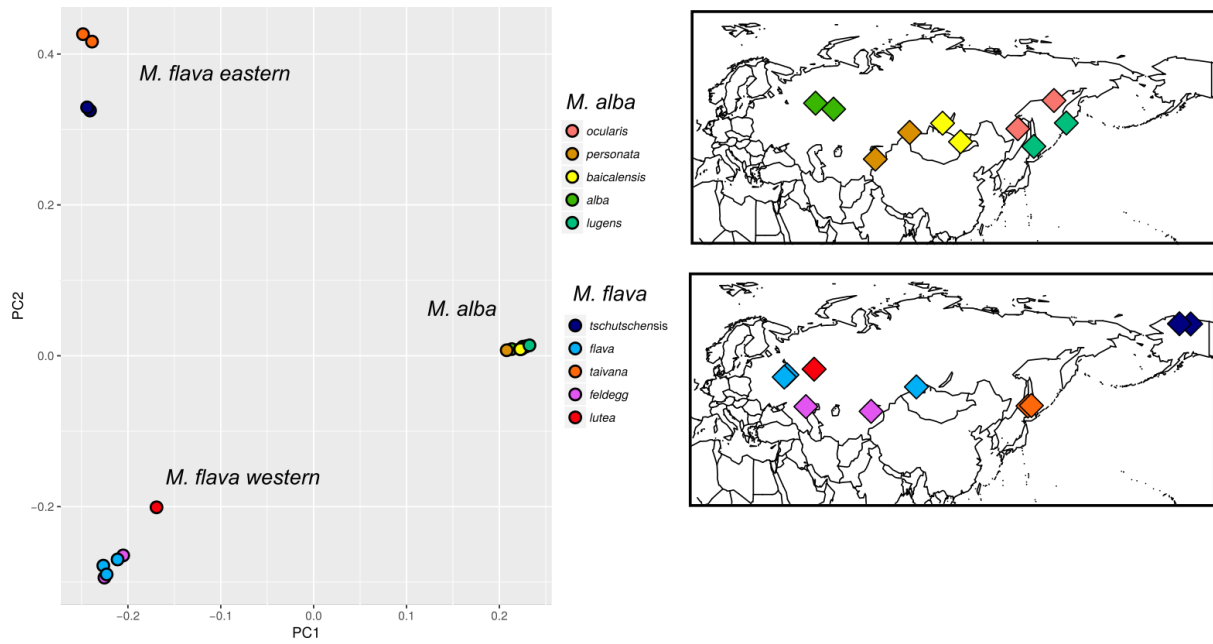 M. flava eastern
M. alba
M. flava western
0.4
0.2
0.0
−0.2
PC2
−0.2
−0.1
0.0
0.1
0.2
PC1
M. alba
ocularis
personata
baicalensis
alba
lugens
M. flava
tschutschensis
flava
taivana
feldegg
lutea